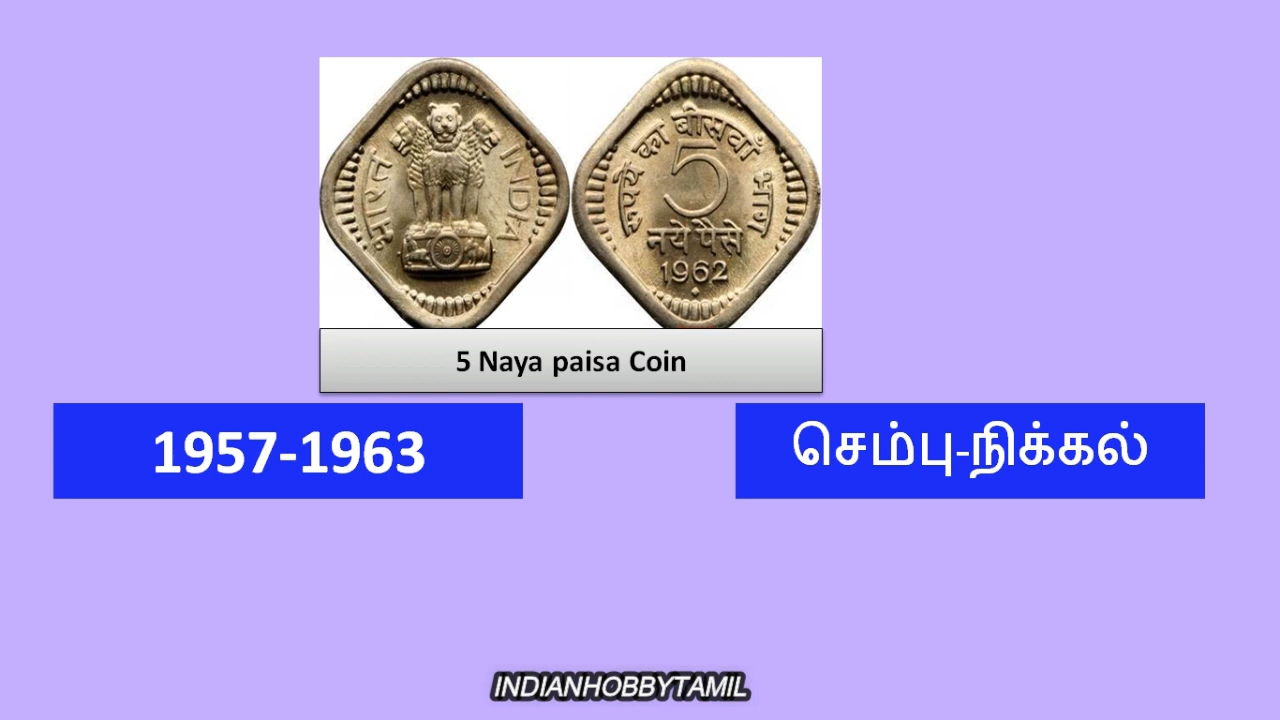 भारत
INDIA
रूपये का बीसवाँ भाग
5
नये पैसे
1962
5 Naya paisa Coin
1957-1963
செம்பு-நிக்கல்
INDIANHOBBYTAMIL